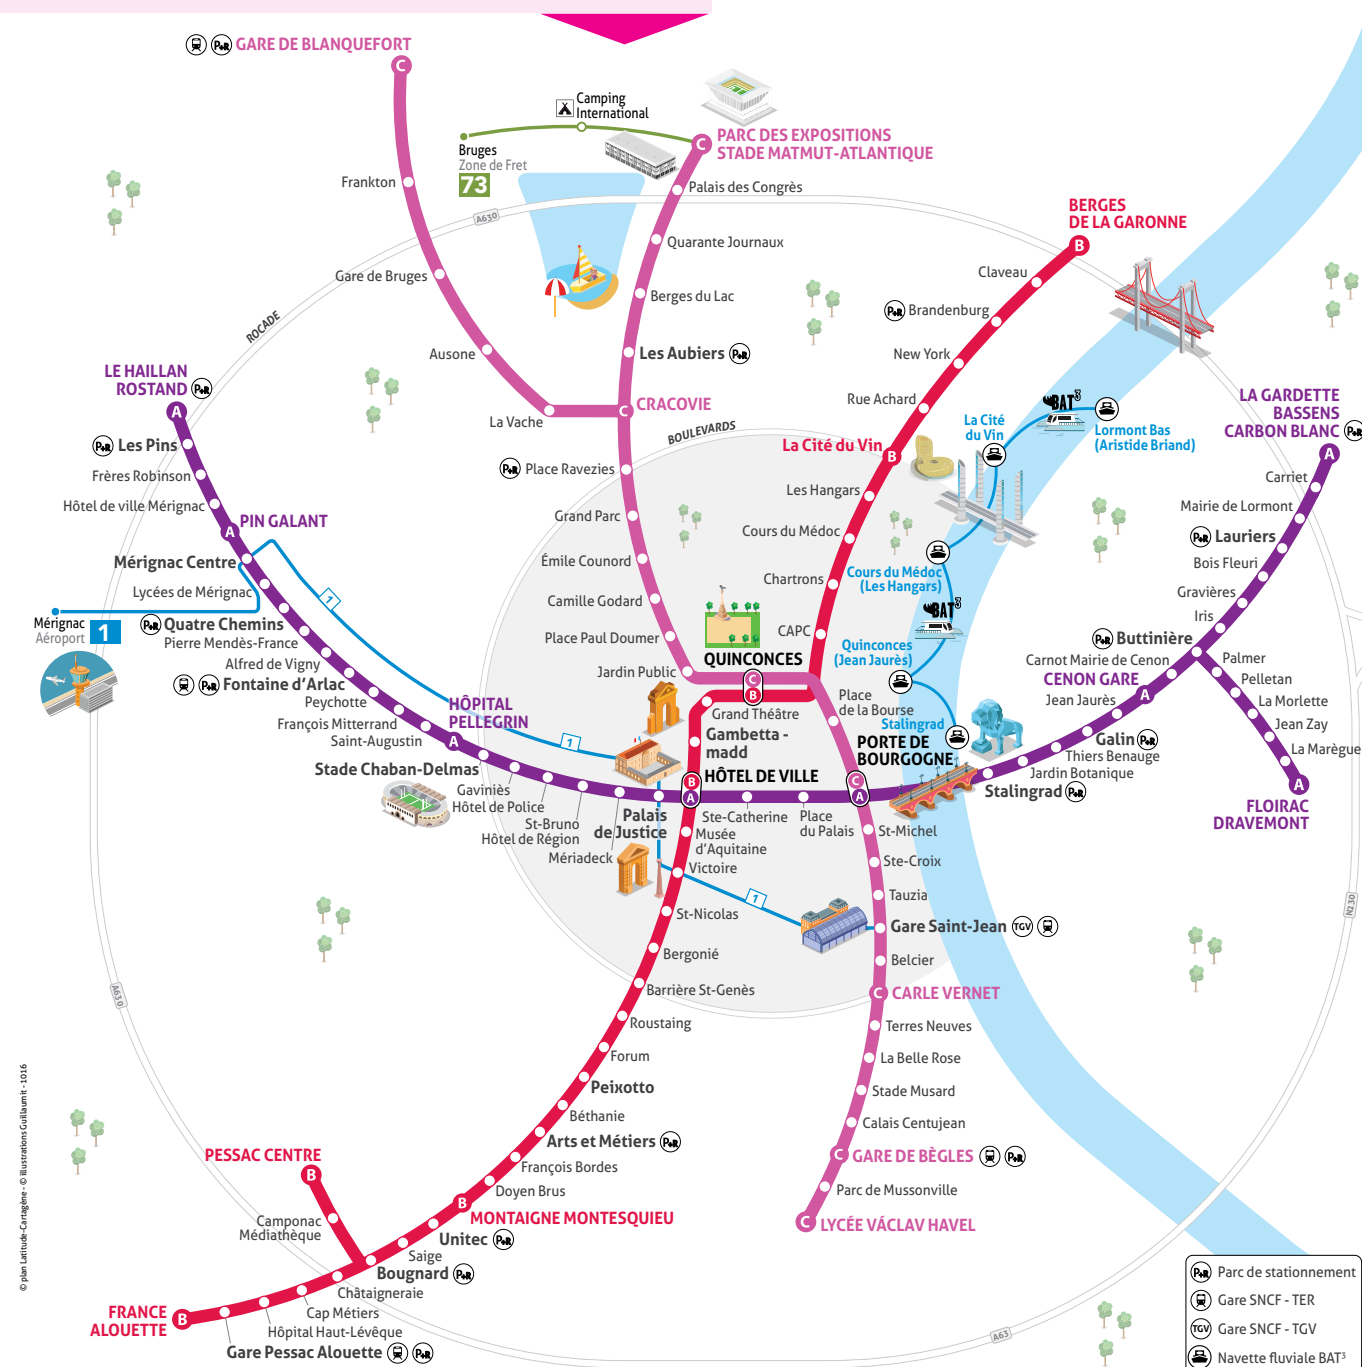 GARE DE BLANQUEFORT
C
Frankton
Gare de Bruges
Ausone
La Vache
Camping
International
Bruges
Zone de Fret
73
C
PARC DES EXPOSITIONS
STADE MATMUT-ATLANTIQUE
Palais des Congrès
Quarante Journaux
Berges du Lac
Les Aubiers P+R
C CRACOVIE
P+R Place Ravezies
Grand Parc
Émile Counord
Camille Godard
Place Paul Doumer
Jardin Public
A630
ROCADE
BOULEVARDS
BERGES
DE LA GARONNE
B
Claveau
P+R Brandenburg
New York
Rue Achard
La Cité du Vin B
Les Hangars
Cours du Médoc
Chartrons
CAPC
QUINCONCES
C
B
Grand Théâtre
Gambetta -
madd
HÔTEL DE VILLE
B
A
La Cité
du Vin
BAT3
Lormont Bas
(Aristide Briand)
Cours du Médoc
(Les Hangars)
BAT3
Quinconces
(Jean Jaurès)
Stalingrad
Place
de la Bourse
PORTE DE
BOURGOGNE
C
A
LE HAILLAN
ROSTAND P+R
A
P+R Les Pins
Frères Robinson
Hôtel de ville Mérignac
A PIN GALANT
Mérignac Centre
Lycées de Mérignac
Mérignac
Aéroport 1
1
1
1
P+R Quatre Chemins
Pierre Mendès-France
Alfred de Vigny
P+R Fontaine d'Arlac
Peychotte
François Mitterrand
Saint-Augustin
HÔPITAL
PELLEGRIN
A
Stade Chaban-Delmas
Gaviniès
Hôtel de Police
St-Bruno
Hôtel de Région
Mériadeck
Palais
de Justice
Ste-Catherine
Place
du Palais
LA GARDETTE
BASSENS
CARBON BLANC P+R
A
Carriet
Mairie de Lormont
P+R Lauriers
Bois Fleuri
Gravières
Iris
P+R Buttinière
Carnot Mairie de Cenon
CENON GARE
A
Jean Jaurès
Galin P+R
Thiers Benauge
Jardin Botanique
Stalingrad P+R
Palmer
Pelletan
La Morlette
Jean Zay
La Marègue
A
FLOIRAC
DRAVEMONT
Musée
d'Aquitaine
Victoire
St-Nicolas
Bergonié
Barrière St-Genès
Roustaing
Forum
Peixotto
Béthanie
Arts et Métiers P+R
François Bordes
Doyen Brus
B
MONTAIGNE MONTESQUIEU
Unitec P+R
Saige
Bougnard P+R
Châtaigneraie
Cap Métiers
Hôpital Haut-Lévêque
Gare Pessac Alouette P+R
PESSAC CENTRE
B
Camponac
Médiathèque
FRANCE
ALOUETTE
B
St-Michel
Ste-Croix
Tauzia
Gare Saint-Jean TGV
Belcier
C CARLE VERNET
Terres Neuves
La Belle Rose
Stade Musard
Calais Centujean
C GARE DE BÈGLES P+R
Parc de Mussonville
C LYCÉE VÁCLAV HAVEL
A630
N230
A63
© plan Latitude-Cartagène - © illustrations Guillaumit - 1016
P+R Parc de stationnement
Gare SNCF - TER
TGV Gare SNCF - TGV
Navette fluviale BAT3